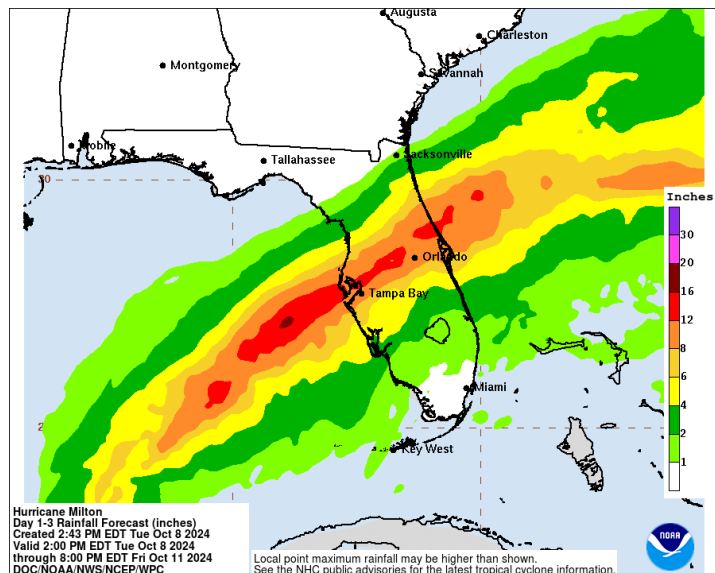 Augusta
Charleston
Montgomery
Savannah
Mobile
Jacksonville
Tallahassee
30
Inches
30
20
16
12
8
6
4
2
1
Orlando
Tampa Bay
Miami
2
Key West
Hurricane Milton
Day 1-3 Rainfall Forecast (inches)
Created 2:43 PM EDT Tue Oct 8 2024
Valid 2:00 PM EDT Tue Oct 8 2024
through 8:00 PM EDT Fri Oct 11 2024
DOC/NOAA/NWS/NCEP/WPC
Local point maximum rainfall may be higher than shown.
See the NHC public advisories for the latest tropical cyclone information.
NOAA